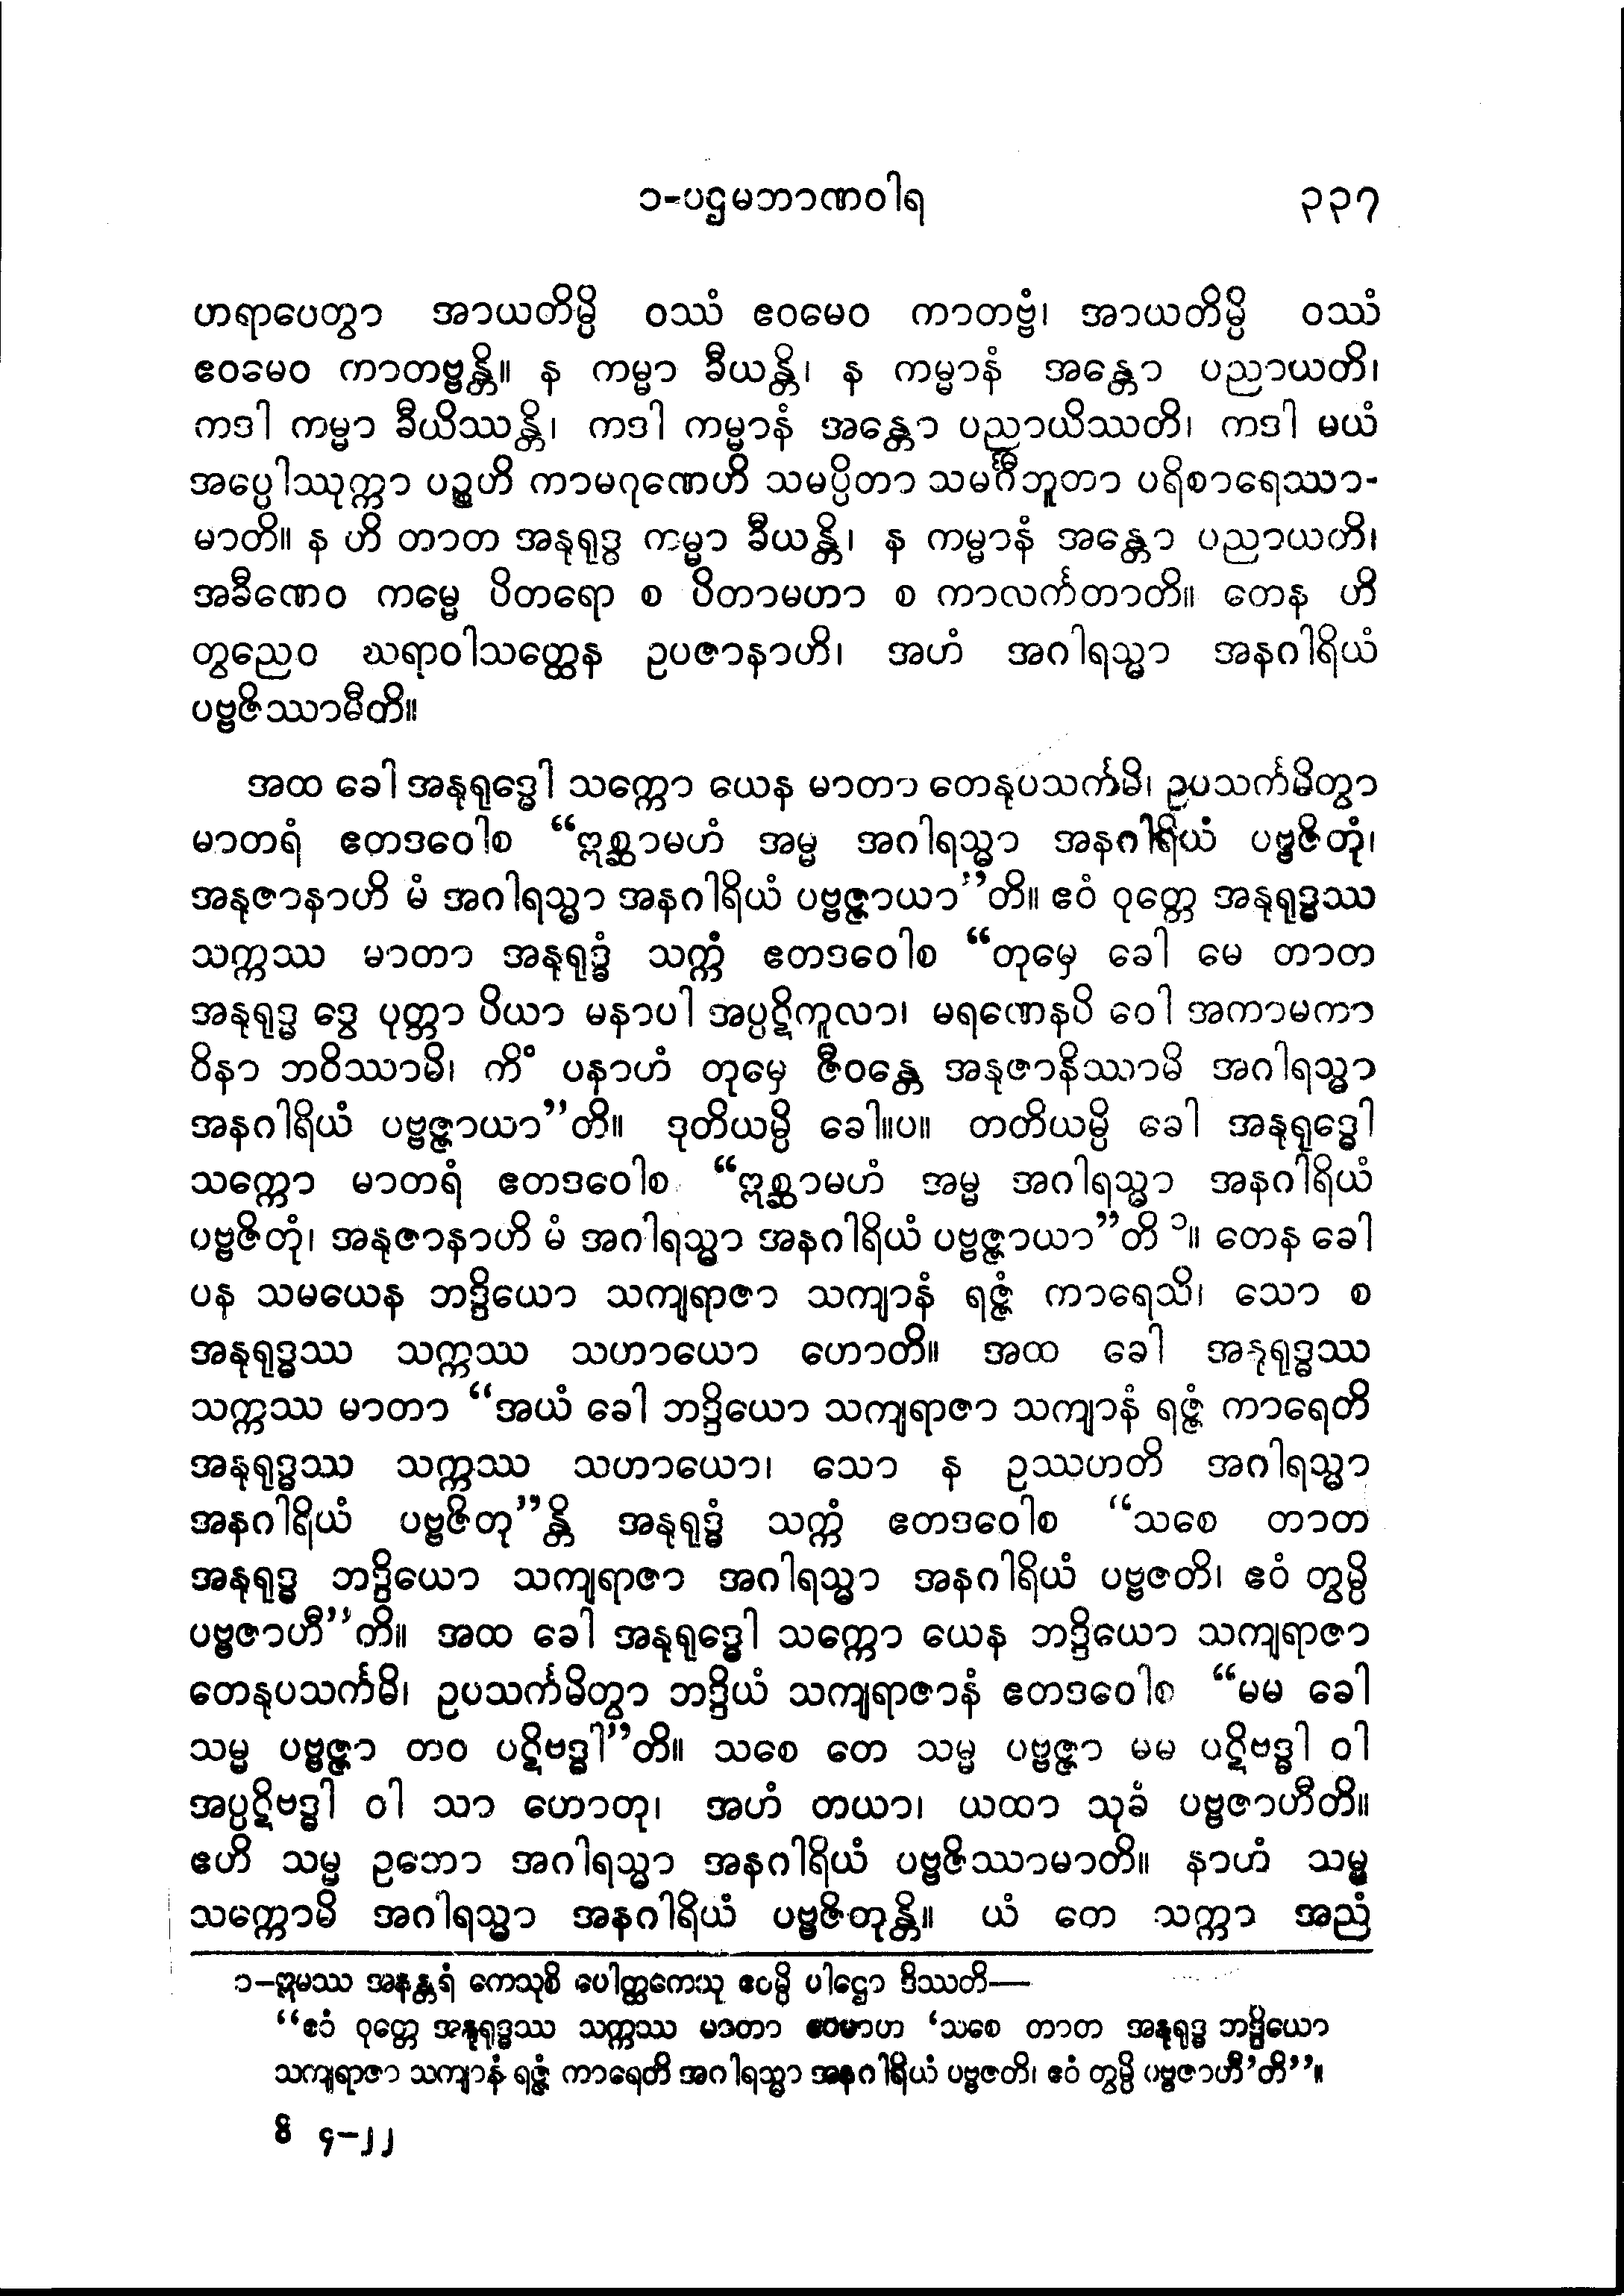 ၁-ပဌမဘာဏဝါရ ၃၃၇
ဟရာပေတွာ အာယတိမ္ပိ ဝဿံ ဧဝမေဝ ကာတဗ္ဗံ၊ အာယတိမ္ပိ ဝဿံ
ဧဝမေဝ ကာတဗ္ဗန္တိ။ န ကမ္မာ ခီယန္တိ၊ န ကမ္မာနံ အန္တော ပညာယတိ၊
ကဒါ ကမ္မာ ခီယိဿန္တိ၊ ကဒါ ကမ္မာနံ အန္တော ပညာယိဿတိ၊ ကဒါ မယံ
အပ္ပေါဿုက္ကာ ပဉ္စဟိ ကာမဂုဏေဟိ သမပ္ပိတာ သမင်္ဂီဘူတာ ပရိစာရေဿာ-
မာတိ။ န ဟိ တာတ အနုရုဒ္ဓ ကမ္မာ ခီယန္တိ၊ န ကမ္မာနံ အန္တော ပညာယတိ၊
အခီဏေဝ ကမ္မေ ပိတရော စ ပိတာမဟာ စ ကာလင်္ကတာတိ။ တေန ဟိ
တွညေဝ ဃရာဝါသတ္ထေန ဥပဇာနာဟိ၊ အဟံ အဂါရသ္မာ အနဂါရိယံ
ပဗ္ဗဇိဿာမီတိ။
အထ ခေါ အနုရုဒ္ဓေါ သက္ကော ယေန မာတာ တေနုပသင်္ကမိ၊ ဥပသင်္ကမိတွာ
မာတရံ ဧတဒဝေါစ “ဣစ္ဆာမဟံ အမ္မ အဂါရသ္မာ အနဂါရိယံ ပဗ္ဗဇိတုံ၊
အနုဇာနာဟိ မံ အဂါရသ္မာ အနဂါရိယံ ပဗ္ဗဇ္ဇာယာ”တိ။ ဧဝံ ဝုတ္တေ အနုရုဒ္ဓဿ
သက္ကဿ မာတာ အနုရုဒ္ဓံ သက္ကံ ဧတဒဝေါစ “တုမှေ ခေါ မေ တာတ
အနုရုဒ္ဓ ဒွေ ပုတ္တာ ပိယာ မနာပါ အပ္ပဋိကူလာ၊ မရဏေနပိ ဝေါ အကာမကာ
ဝိနာ ဘဝိဿာမိ၊ ကိံ ပနာဟံ တုမှေ ဇီဝန္တေ အနုဇာနိဿာမိ အဂါရသ္မာ
အနဂါရိယံ ပဗ္ဗဇ္ဇာယာ”တိ။ ဒုတိယမ္ပိ ခေါ။ပ။ တတိယမ္ပိ ခေါ အနုရုဒ္ဓေါ
သက္ကော မာတရံ ဧတဒဝေါစ “ဣစ္ဆာမဟံ အမ္မ အဂါရသ္မာ အနဂါရိယံ
ပဗ္ဗဇိတုံ၊ အနုဇာနာဟိ မံ အဂါရသ္မာ အနဂါရိယံ ပဗ္ဗဇ္ဇာယာ”တိ ၁။ တေန ခေါ
ပန သမယေန ဘဒ္ဒိယော သကျရာဇာ သကျာနံ ရဇ္ဇံ ကာရေသိ၊ သော စ
အနုရုဒ္ဓဿ သက္ကဿ သဟာယော ဟောတိ။ အထ ခေါ အနုရုဒ္ဓဿ
သက္ကဿ မာတာ “အယံ ခေါ ဘဒ္ဒိယော သကျရာဇာ သကျာနံ ရဇ္ဇံ ကာရေတိ
အနုရုဒ္ဓဿ သက္ကဿ သဟာယော၊ သော န ဥဿဟတိ အဂါရသ္မာ
အနဂါရိယံ ပဗ္ဗဇိတု”န္တိ အနုရုဒ္ဓံ သက္ကံ ဧတဒဝေါစ “သစေ တာတ
အနုရုဒ္ဓ ဘဒ္ဒိယော သကျရာဇာ အဂါရသ္မာ အနဂါရိယံ ပဗ္ဗဇတိ၊ ဧဝံ တွမ္ပိ
ပဗ္ဗဇာဟီ”တိ။ အထ ခေါ အနုရုဒ္ဓေါ သက္ကော ယေန ဘဒ္ဒိယော သကျရာဇာ
တေနုပသင်္ကမိ၊ ဥပသင်္ကမိတွာ ဘဒ္ဒိယံ သကျရာဇာနံ ဧတဒဝေါစ “မမ ခေါ
သမ္မ ပဗ္ဗဇ္ဇာ တဝ ပဋိဗဒ္ဓါ”တိ။ သစေ တေ သမ္မ ပဗ္ဗဇ္ဇာ မမ ပဋိဗဒ္ဓါ ဝါ
အပ္ပဋိဗဒ္ဓါ ဝါ သာ ဟောတု၊ အဟံ တယာ၊ ယထာ သုခံ ပဗ္ဗဇာဟီတိ။
ဧဟိ သမ္မ ဥဘော အဂါရသ္မာ အနဂါရိယံ ပဗ္ဗဇိဿာမာတိ။ နာဟံ သမ္မ
သက္ကောမိ အဂါရသ္မာ အနဂါရိယံ ပဗ္ဗဇိတုန္တိ။ ယံ တေ သက္ကာ အညံ
၁–ဣမဿ အနန္တရံ ကေသုစိ ပေါတ္ထကေသု ဧဝမ္ပိ ပါဌော ဒိဿတိ—
“ဧဝံ ဝုတ္တေ အနုရုဒ္ဓဿ သက္ကဿ မာတာ ဧဝမာဟ ‘သစေ တာတ အနုရုဒ္ဓ ဘဒ္ဒိယော
သကျရာဇာ သကျာနံ ရဇ္ဇံ ကာရေတိ အဂါရသ္မာ အနဂါရိယံ ပဗ္ဗဇတိ၊ ဧဝံ တွမ္ပိ ပဗ္ဗဇာဟီ’တိ”။
ဝိ ၄–၂၂